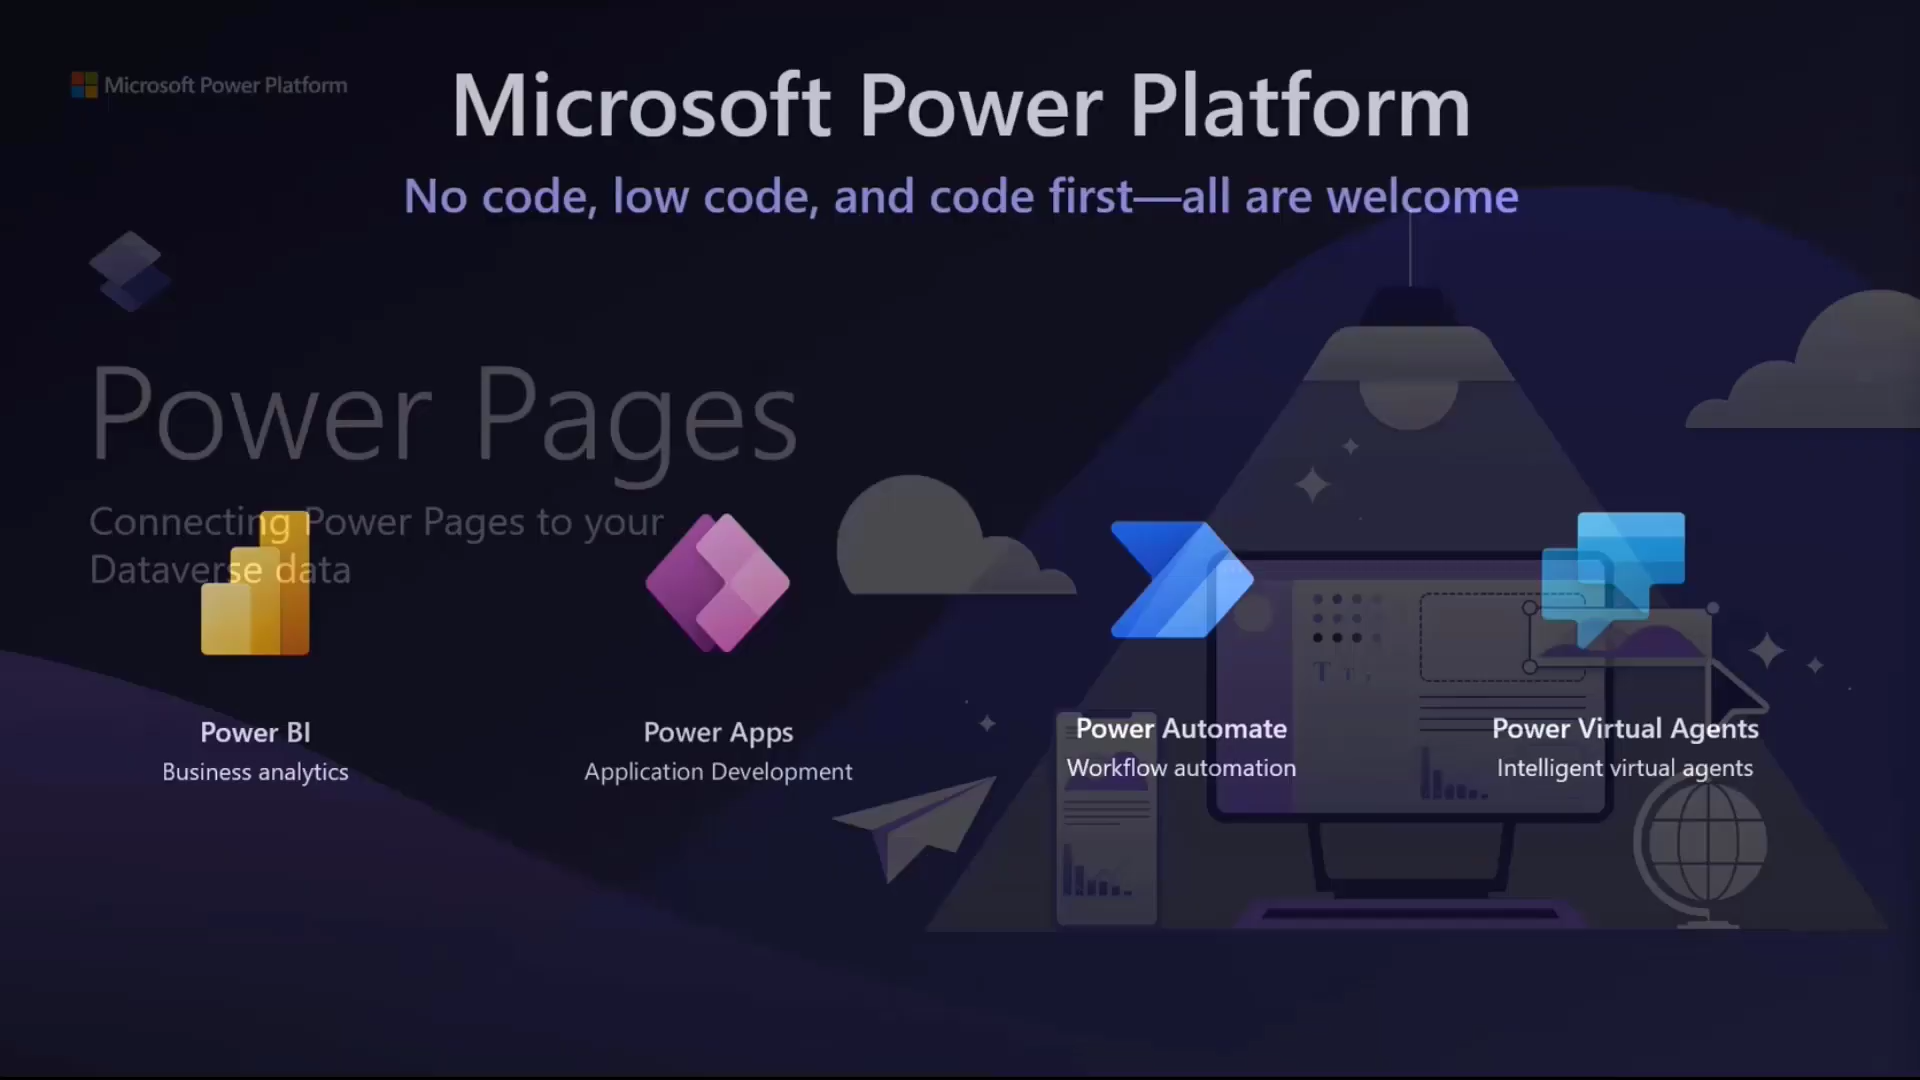 Microsoft Power Platform
Microsoft Power Platform
No code, low code, and code first—all are welcome
Power Pages
Connecting Power Pages to your
Dataverse data
Power BI
Business analytics
Power Apps
Application Development
Power Automate
Workflow automation
Power Virtual Agents
Intelligent virtual agents